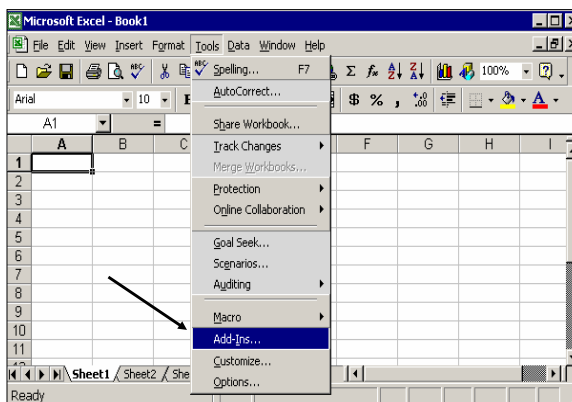 Microsoft Excel - Book1
File Edit View Insert Format Tools Data Window Help
Σ fx 100%
Arial 10 $ % ,
A1 =
A B C F G H I
Spelling... F7
AutoCorrect...
Share Workbook...
Track Changes
Merge Workbooks...
Protection
Online Collaboration
Goal Seek...
Scenarios...
Auditing
Macro
Add-Ins...
Customize...
Options...
1
2
3
4
5
6
7
8
9
10
11
Sheet1 Sheet2 She
Ready